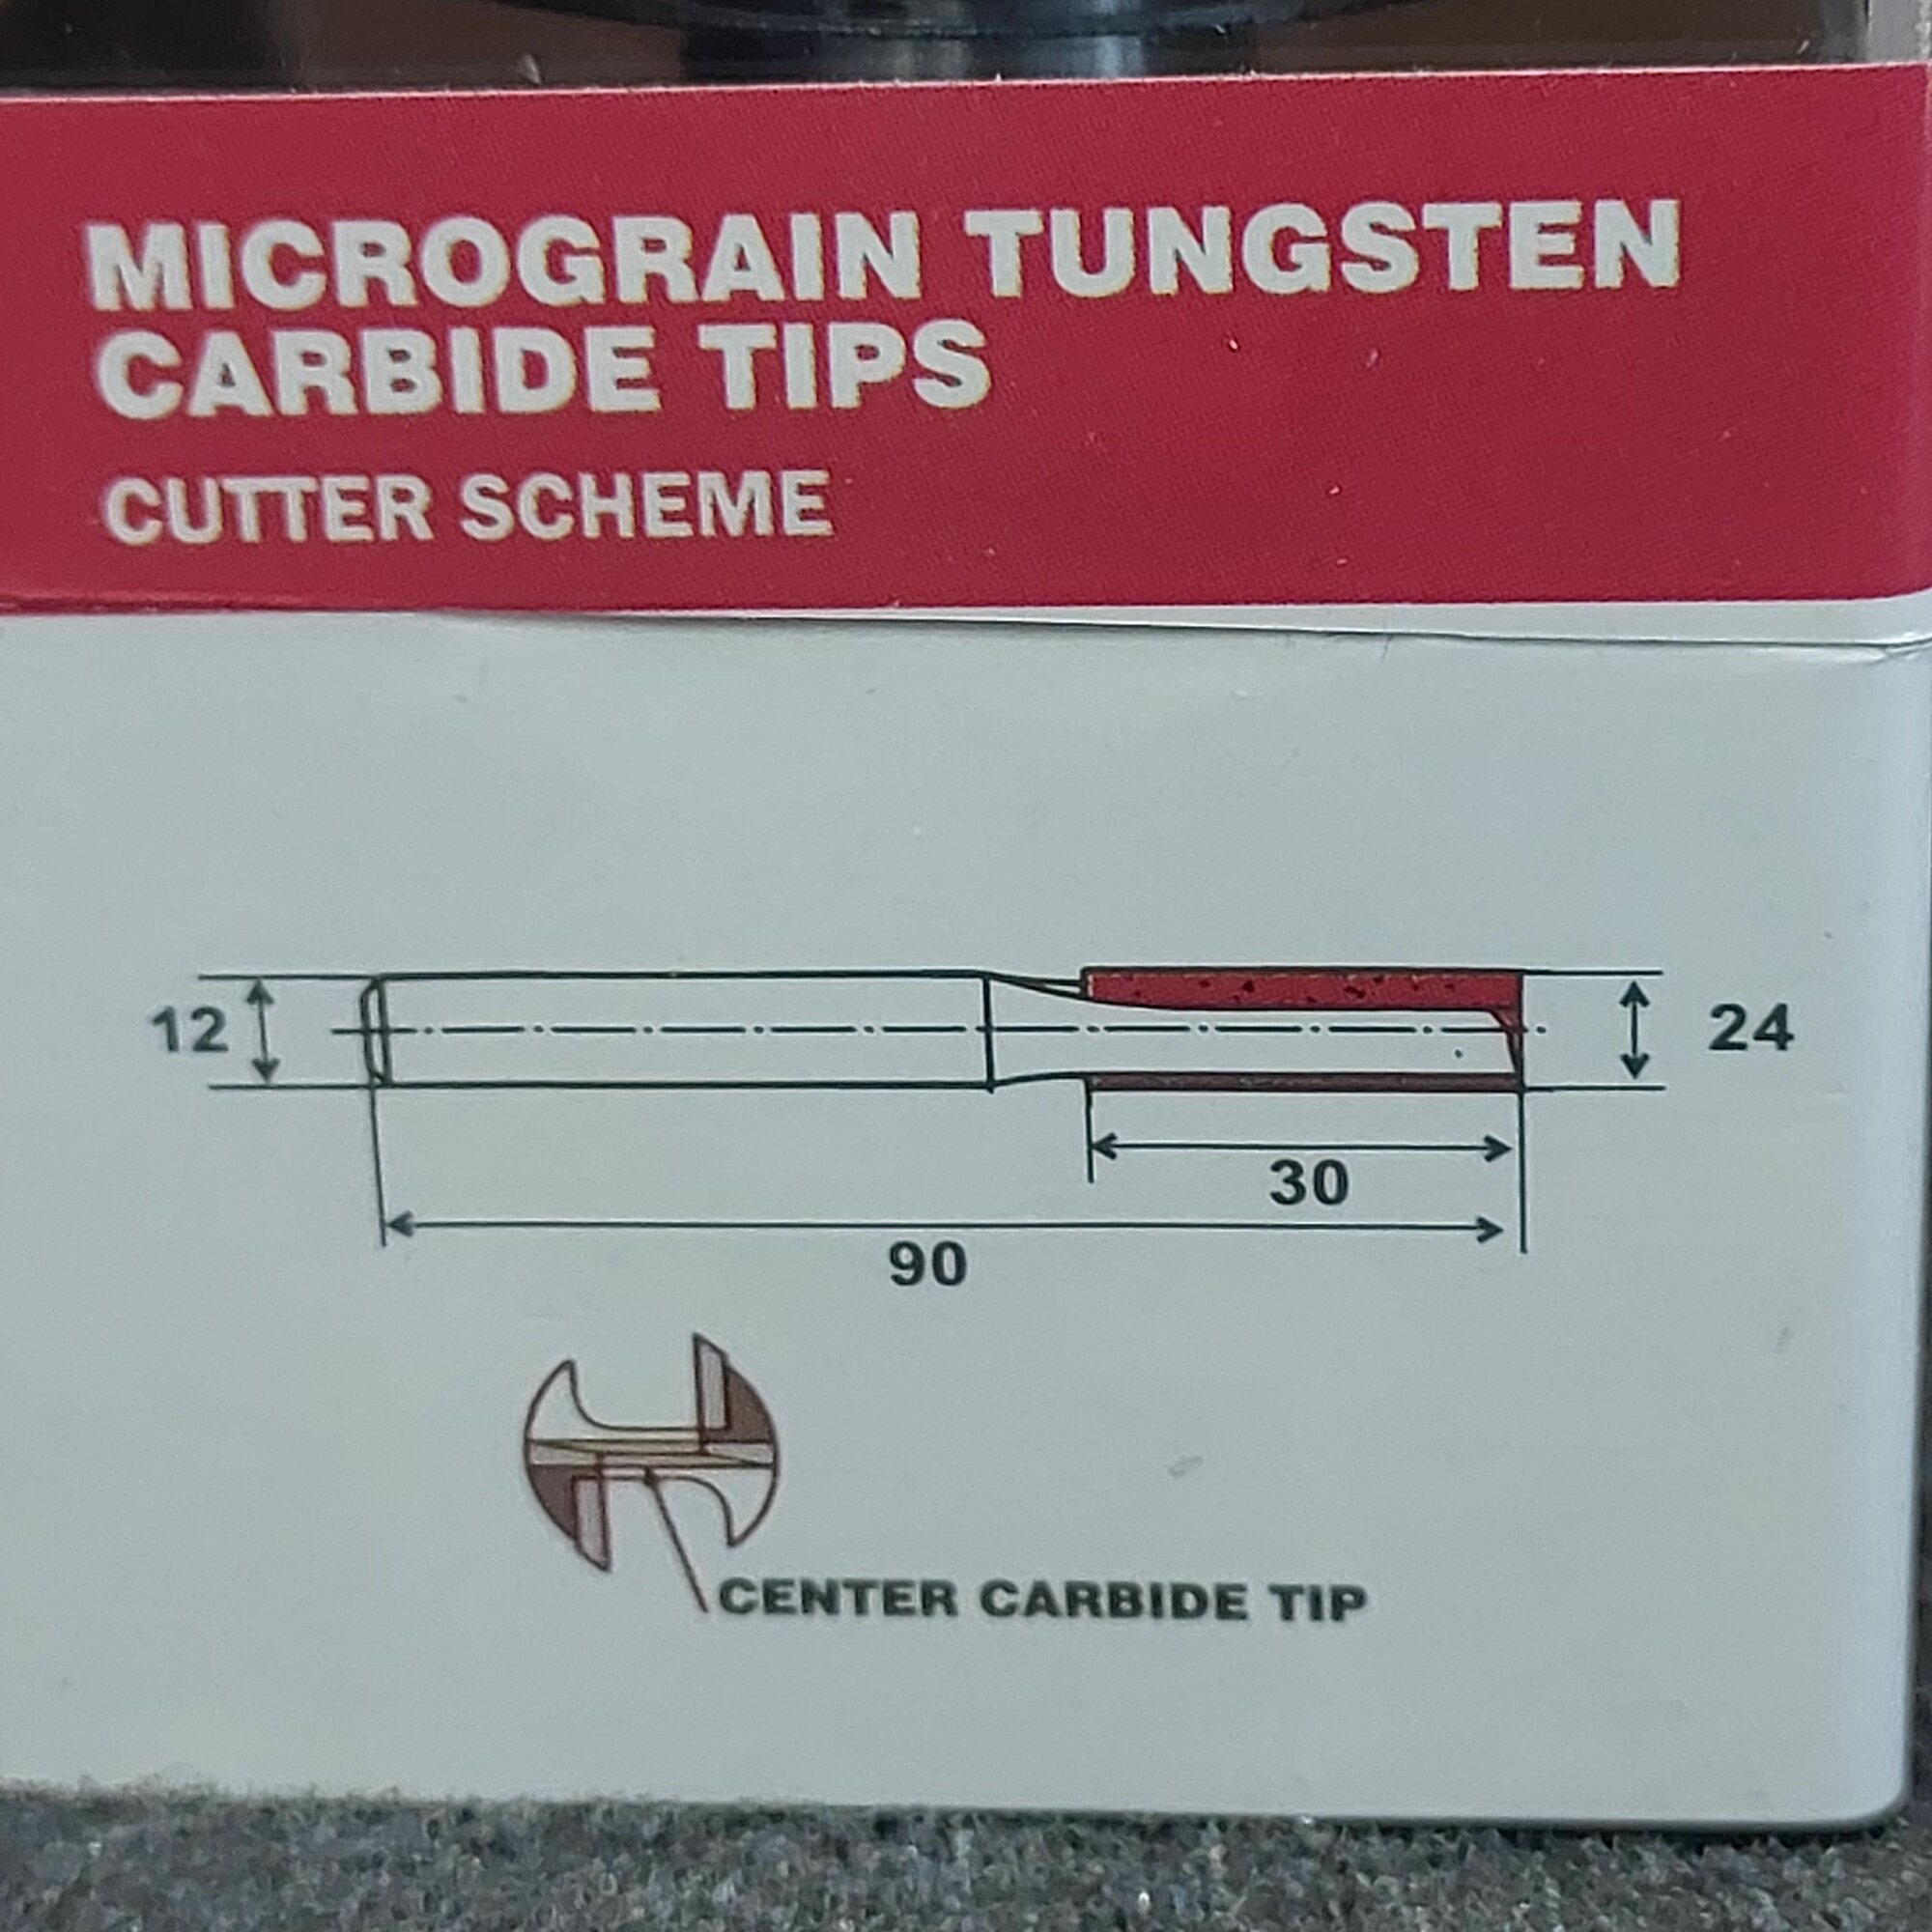 MICROGRAIN TUNGSTEN
CARBIDE TIPS
CUTTER SCHEME
12
24
30
90
CENTER CARBIDE TIP